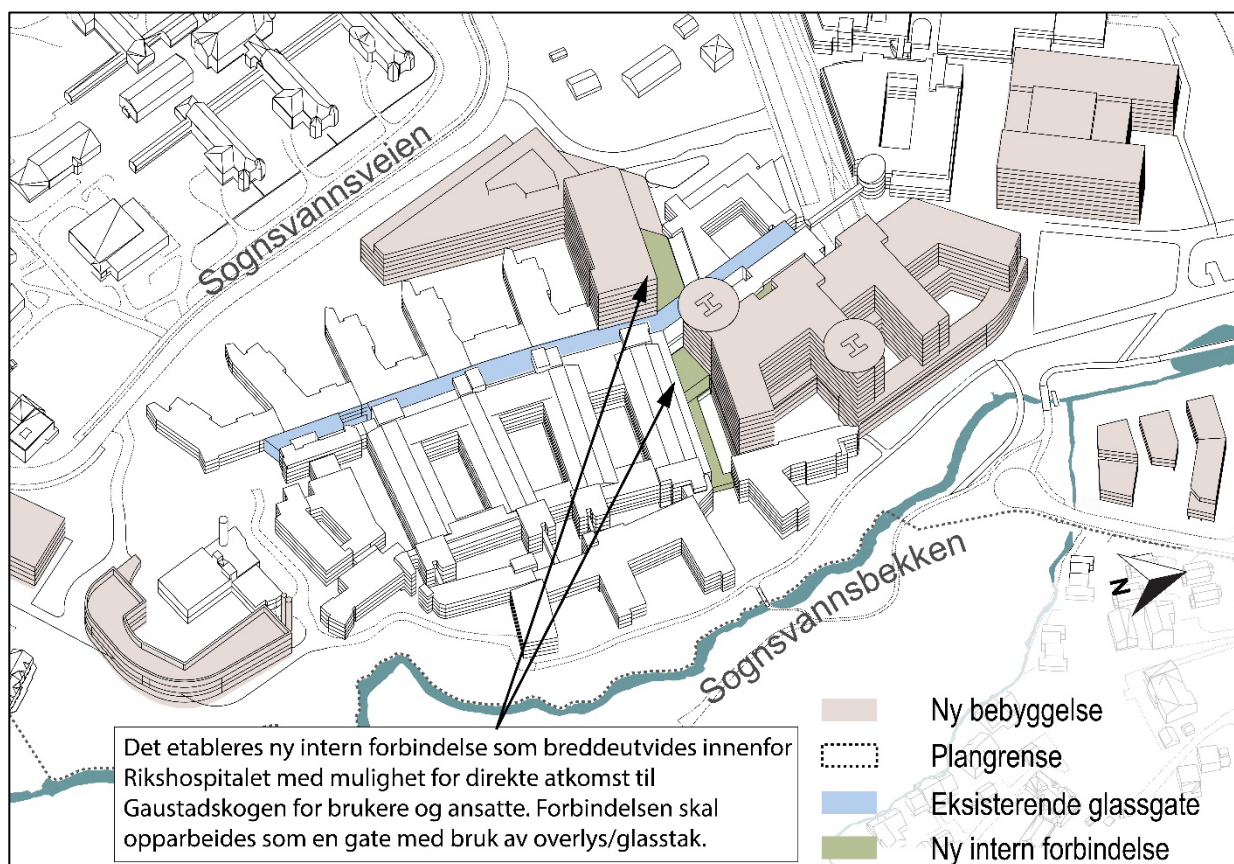 Sognsvannsveien
H
H
Sognsvannsbekken
N
Det etableres ny intern forbindelse som breddeutvides innenfor
Rikshospitalet med mulighet for direkte atkomst til
Gaustadskogen for brukere og ansatte. Forbindelsen skal
opparbeides som en gate med bruk av overlys/glasstak.
Ny bebyggelse
Plangrense
Eksisterende glassgate
Ny intern forbindelse